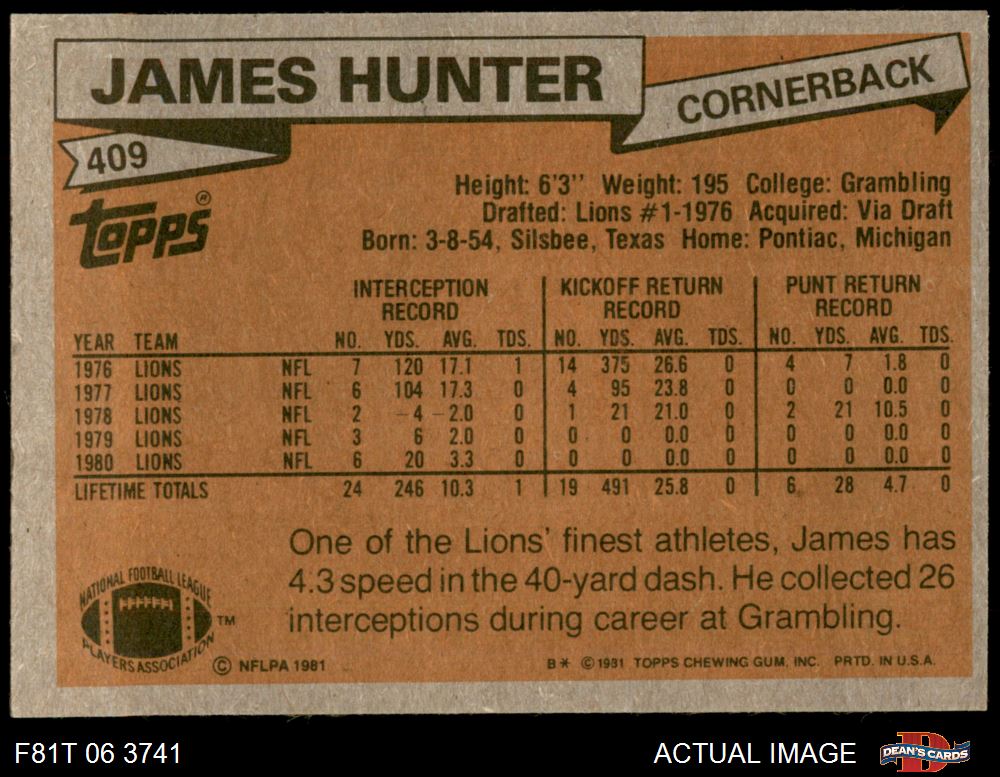 JAMES HUNTER
CORNERBACK
409
Topps®
Height: 6'3'' Weight: 195 College: Grambling
Drafted: Lions #1-1976 Acquired: Via Draft
Born: 3-8-54, Silsbee, Texas Home: Pontiac, Michigan
INTERCEPTION RECORD KICKOFF RETURN RECORD PUNT RETURN RECORD
YEAR TEAM NO. YDS. AVG. TDS. NO. YDS. AVG. TDS. NO. YDS. AVG. TDS.
1976 LIONS NFL 7 120 17.1 1 14 375 26.6 0 4 7 1.8 0
1977 LIONS NFL 6 104 17.3 0 4 95 23.8 0 0 0 0.0 0
1978 LIONS NFL 2 –4 –2.0 0 1 21 21.0 0 2 21 10.5 0
1979 LIONS NFL 3 6 2.0 0 0 0 0.0 0 0 0 0.0 0
1980 LIONS NFL 6 20 3.3 0 0 0 0.0 0 0 0 0.0 0
LIFETIME TOTALS 24 246 10.3 1 19 491 25.8 0 6 28 4.7 0
One of the Lions' finest athletes, James has
4.3 speed in the 40-yard dash. He collected 26
interceptions during career at Grambling.
NATIONAL FOOTBALL LEAGUE
PLAYERS ASSOCIATION
TM
© NFLPA 1981
B* ©1981 TOPPS CHEWING GUM, INC. PRTD. IN U.S.A.
F81T 06 3741
ACTUAL IMAGE
D
DEAN'S CARDS